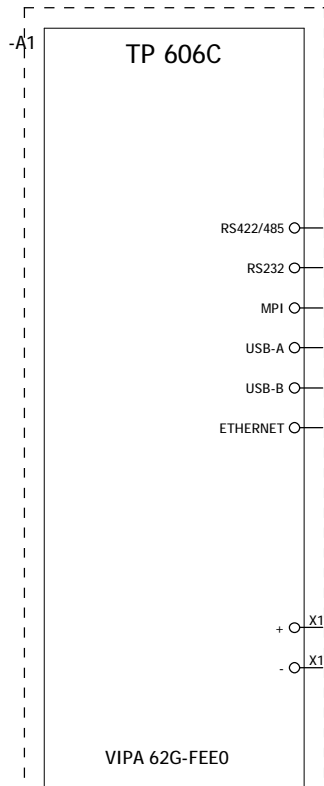 -A1
TP 606C
RS422/485
RS232
MPI
USB-A
USB-B
ETHERNET
+ X1
- X1
VIPA 62G-FEE0